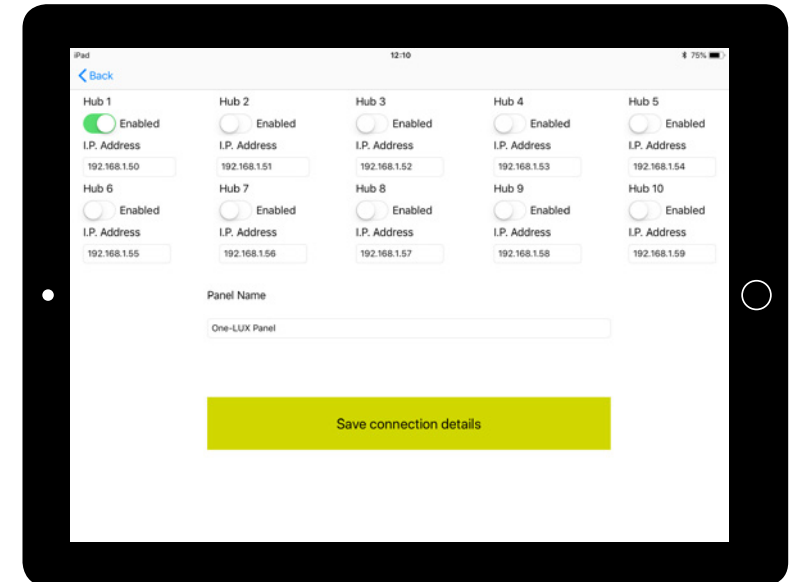 iPad 12:10 75%
Back
Hub 1 Hub 2 Hub 3 Hub 4 Hub 5
Enabled Enabled Enabled Enabled Enabled
I.P. Address I.P. Address I.P. Address I.P. Address I.P. Address
192.168.1.50 192.168.1.51 192.168.1.52 192.168.1.53 192.168.1.54
Hub 6 Hub 7 Hub 8 Hub 9 Hub 10
Enabled Enabled Enabled Enabled Enabled
I.P. Address I.P. Address I.P. Address I.P. Address I.P. Address
192.168.1.55 192.168.1.56 192.168.1.57 192.168.1.58 192.168.1.59
Panel Name
One-LUX Panel
Save connection details